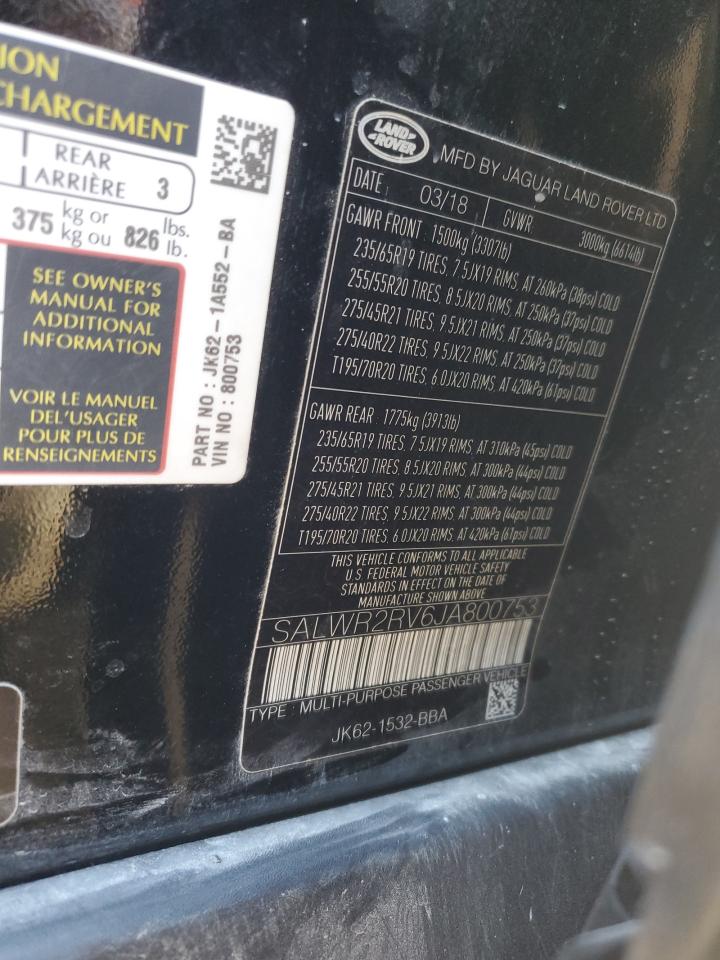 ION
CHARGEMENT
REAR
ARRIÈRE 3
375 kg or 826 lbs.
kg ou lb.
SEE OWNER'S
MANUAL FOR
ADDITIONAL
INFORMATION
VOIR LE MANUEL
DEL'USAGER
POUR PLUS DE
RENSEIGNEMENTS
PART NO : JK62-1A552-BA
VIN NO : 800753
LAND
ROVER
MFD BY JAGUAR LAND ROVER LTD
DATE 03/18 GVWR 3000kg (6614lb)
GAWR FRONT 1500kg (3307lb)
235/65R19 TIRES, 7.5JX19 RIMS, AT 260kPa (38psi) COLD
255/55R20 TIRES, 8.5JX20 RIMS, AT 250kPa (37psi) COLD
275/45R21 TIRES, 9.5JX21 RIMS, AT 250kPa (37psi) COLD
275/40R22 TIRES, 9.5JX22 RIMS, AT 250kPa (37psi) COLD
T195/70R20 TIRES, 6.0JX20 RIMS, AT 420kPa (61psi) COLD
GAWR REAR 1775kg (3913lb)
235/65R19 TIRES, 7.5JX19 RIMS, AT 310kPa (45psi) COLD
255/55R20 TIRES, 8.5JX20 RIMS, AT 300kPa (44psi) COLD
275/45R21 TIRES, 9.5JX21 RIMS, AT 300kPa (44psi) COLD
275/40R22 TIRES, 9.5JX22 RIMS, AT 300kPa (44psi) COLD
T195/70R20 TIRES, 6.0JX20 RIMS, AT 420kPa (61psi) COLD
THIS VEHICLE CONFORMS TO ALL APPLICABLE
U.S. FEDERAL MOTOR VEHICLE SAFETY
STANDARDS IN EFFECT ON THE DATE OF
MANUFACTURE SHOWN ABOVE
SALWR2RV6JA800753
TYPE : MULTI-PURPOSE PASSENGER VEHICLE
JK62-1532-BBA